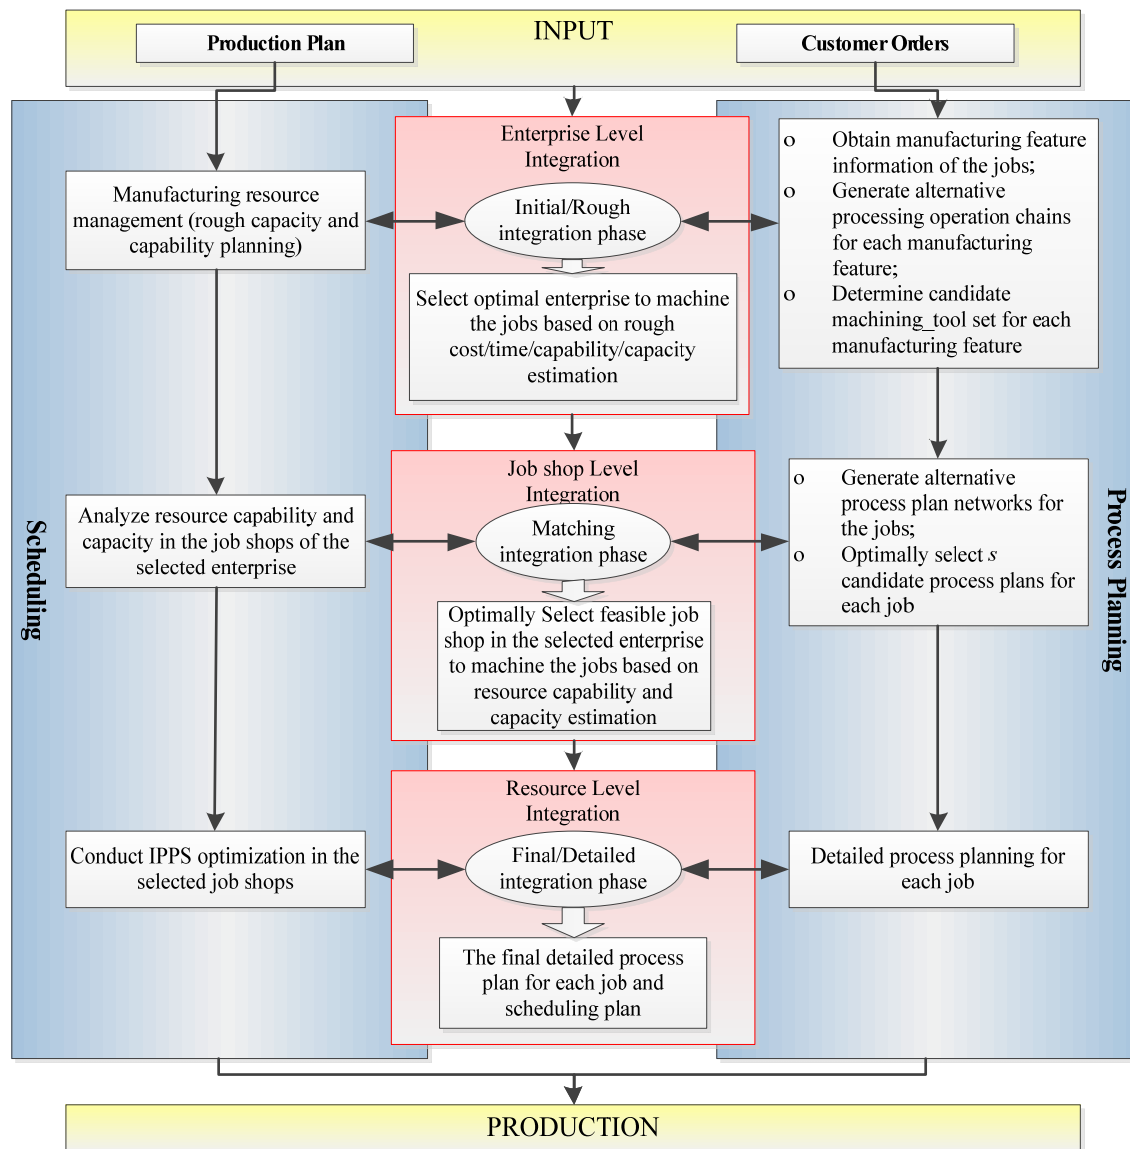 INPUT
Production Plan
Customer Orders
Enterprise Level
Integration
Initial/Rough
integration phase
Select optimal enterprise to machine
the jobs based on rough
cost/time/capability/capacity
estimation
Manufacturing resource
management (rough capacity and
capability planning)
o Obtain manufacturing feature
information of the jobs;
o Generate alternative
processing operation chains
for each manufacturing
feature;
o Determine candidate
machining_tool set for each
manufacturing feature
Scheduling
Analyze resource capability and
capacity in the job shops of the
selected enterprise
Job shop Level
Integration
Matching
integration phase
Optimally Select feasible job
shop in the selected enterprise
to machine the jobs based on
resource capability and
capacity estimation
o Generate alternative
process plan networks for
the jobs;
o Optimally select s
candidate process plans for
each job
Process Planning
Conduct IPPS optimization in the
selected job shops
Resource Level
Integration
Final/Detailed
integration phase
The final detailed process
plan for each job and
scheduling plan
Detailed process planning for
each job
PRODUCTION